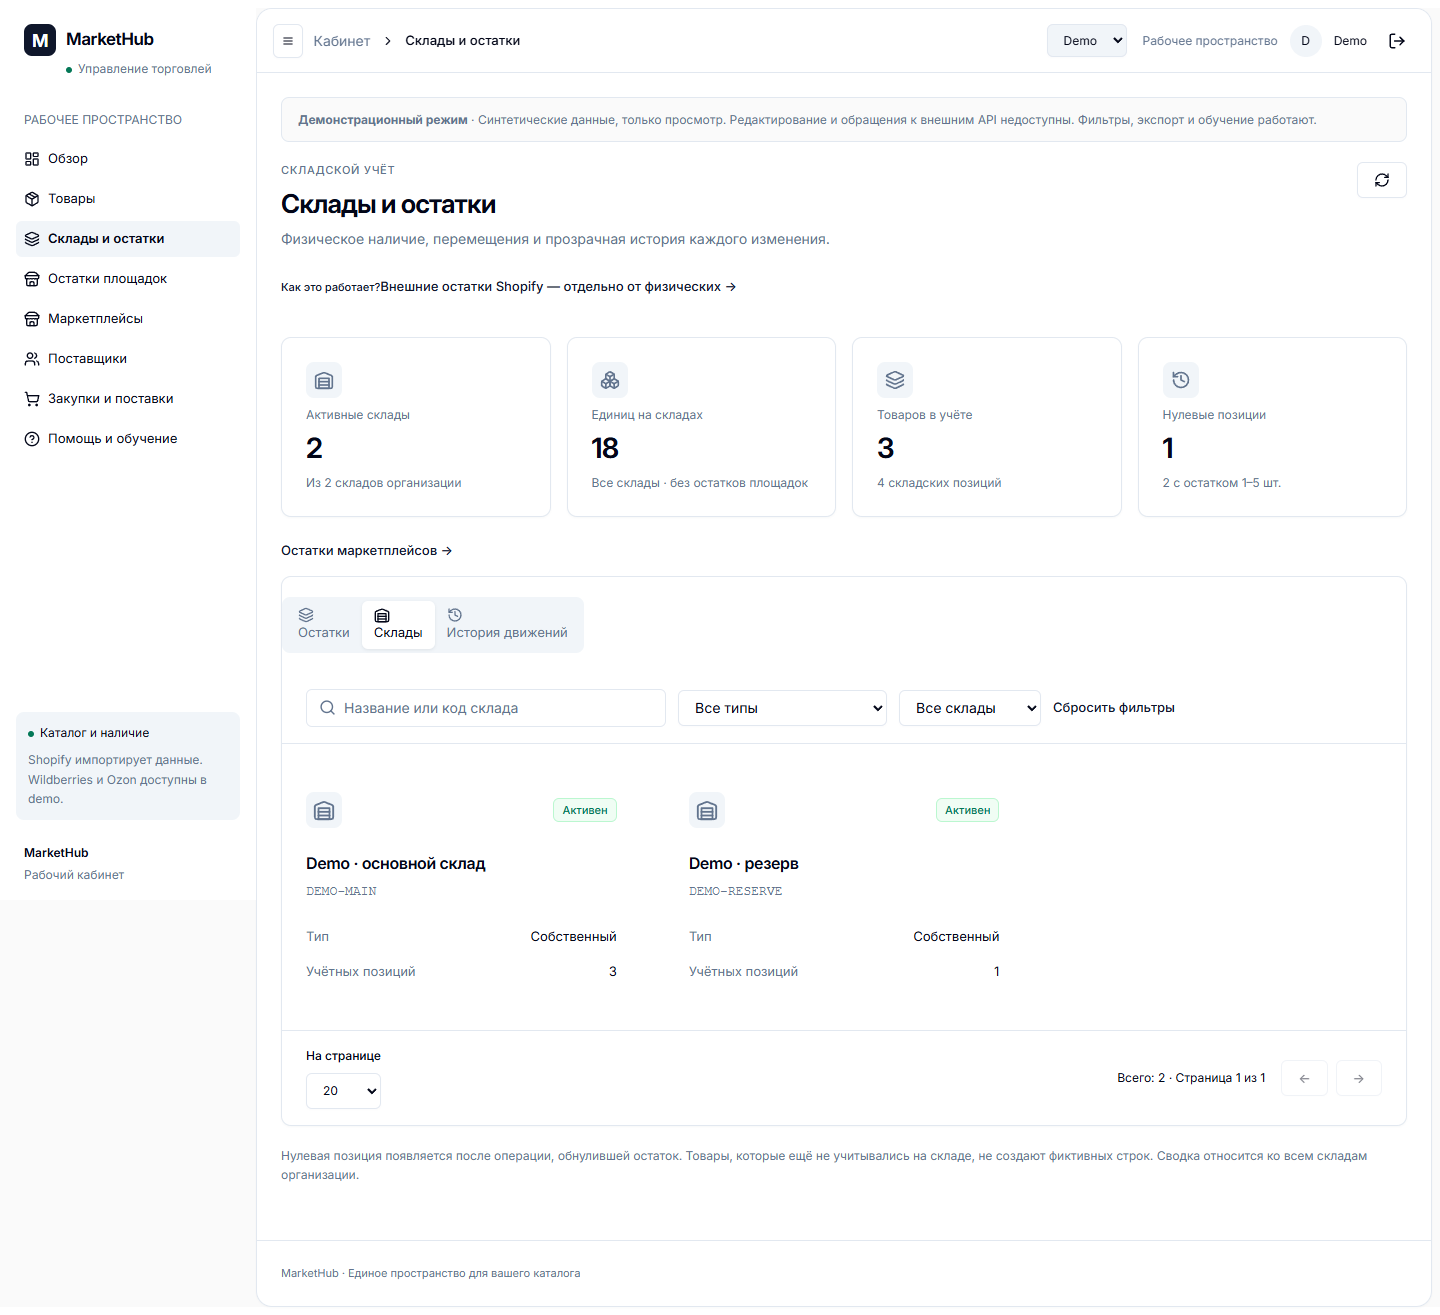 M MarketHub
Управление торговлей
РАБОЧЕЕ ПРОСТРАНСТВО
Обзор
Товары
Склады и остатки
Остатки площадок
Маркетплейсы
Поставщики
Закупки и поставки
Помощь и обучение
Каталог и наличие
Shopify импортирует данные.
Wildberries и Ozon доступны в
demo.
MarketHub
Рабочий кабинет
Кабинет > Склады и остатки
Demo Рабочее пространство D Demo
Демонстрационный режим · Синтетические данные, только просмотр. Редактирование и обращения к внешним API недоступны. Фильтры, экспорт и обучение работают.
СКЛАДСКОЙ УЧЁТ
Склады и остатки
Физическое наличие, перемещения и прозрачная история каждого изменения.
Как это работает?Внешние остатки Shopify — отдельно от физических →
Активные склады
2
Из 2 складов организации
Единиц на складах
18
Все склады · без остатков площадок
Товаров в учёте
3
4 складских позиций
Нулевые позиции
1
2 с остатком 1–5 шт.
Остатки маркетплейсов →
Остатки Склады История движений
Название или код склада Все типы Все склады Сбросить фильтры
Активен
Demo · основной склад
DEMO-MAIN
Тип Собственный
Учётных позиций 3
Активен
Demo · резерв
DEMO-RESERVE
Тип Собственный
Учётных позиций 1
На странице
20
Всего: 2 · Страница 1 из 1 ← →
Нулевая позиция появляется после операции, обнулившей остаток. Товары, которые ещё не учитывались на складе, не создают фиктивных строк. Сводка относится ко всем складам
организации.
MarketHub · Единое пространство для вашего каталога